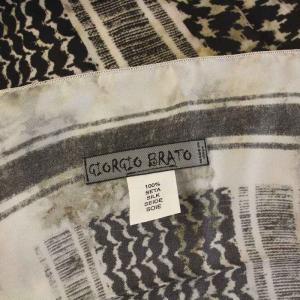 GIORGIO BRATO
100%
SETA
SILK
SEIDE
SOIE